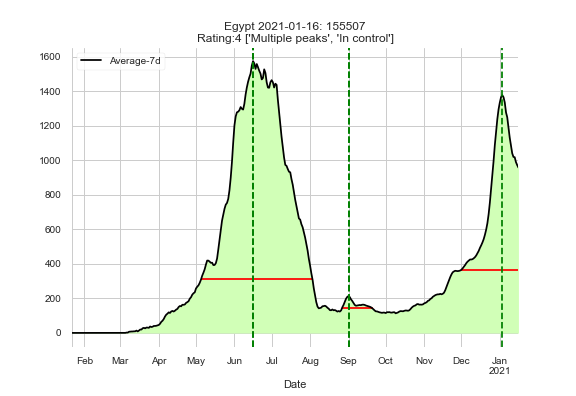 Egypt 2021-01-16: 155507
Rating:4 ['Multiple peaks', 'In control']
Average-7d
1600
1400
1200
1000
800
600
400
200
0
Feb Mar Apr May Jun Jul Aug Sep Oct Nov Dec Jan
2021
Date